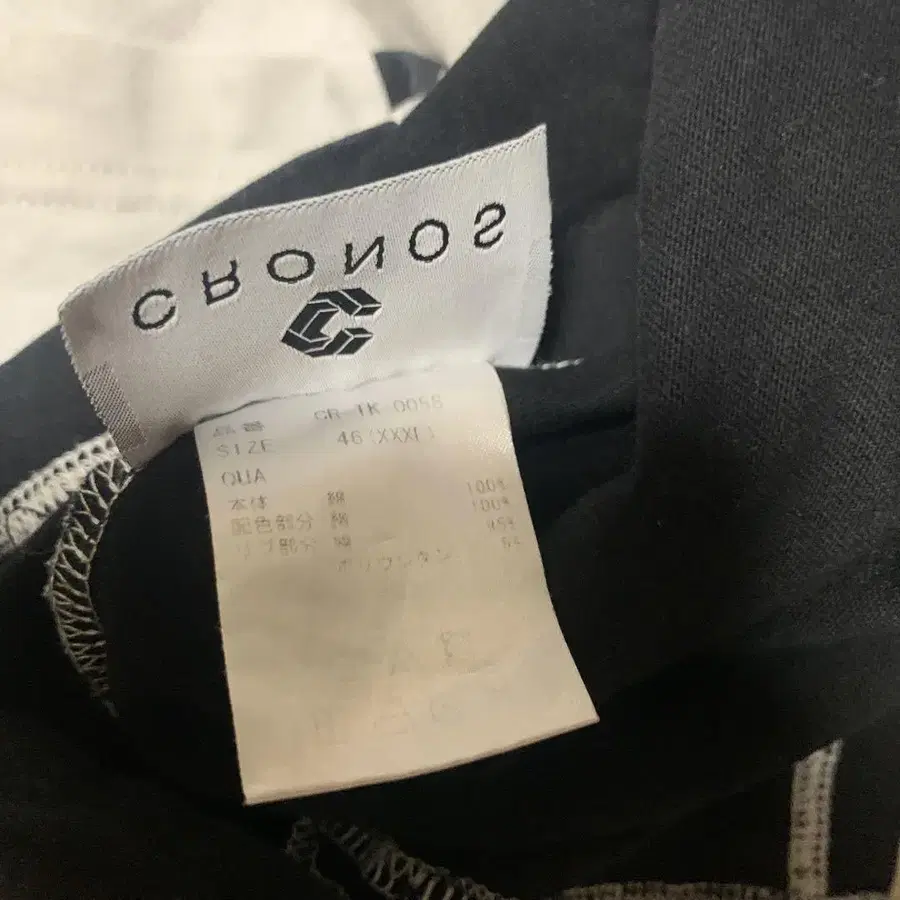 CRONOS
品番 CR-TK-0058
SIZE 46(XXXL)
QUA
本体 綿 100%
配色部分 綿 100%
リブ部分 綿 95%
ポリウレタン 5%